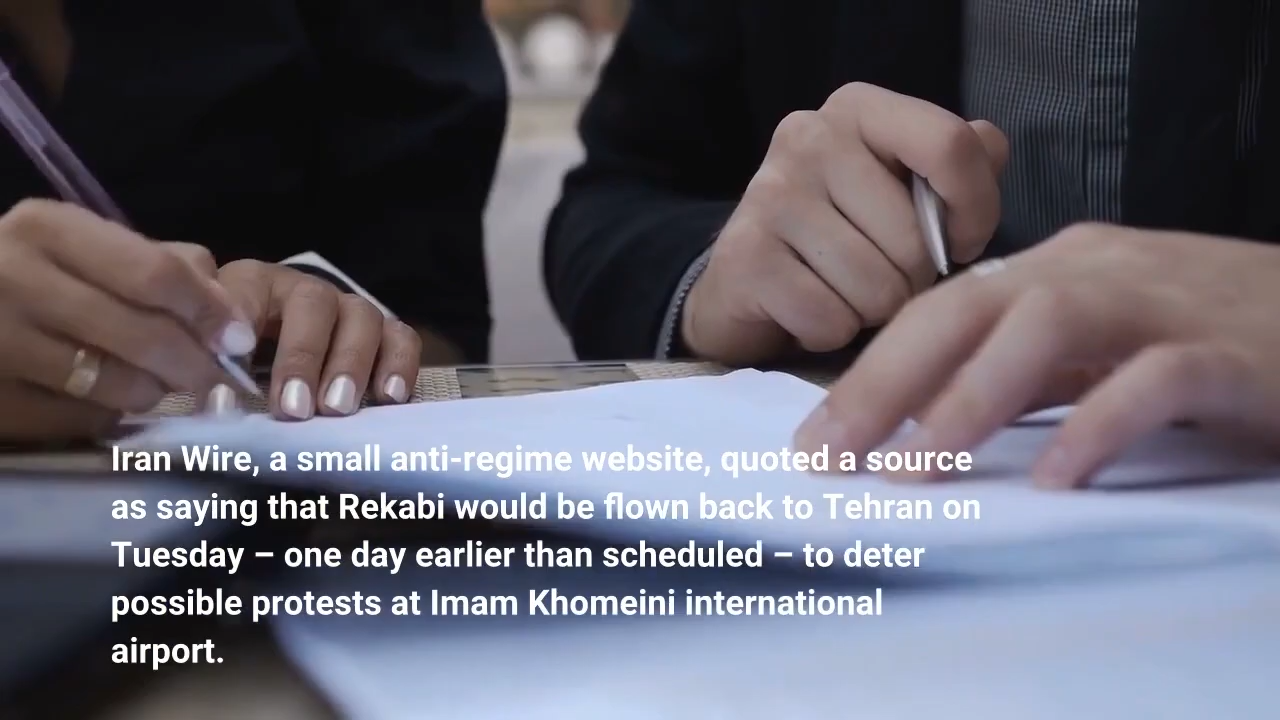 Iran Wire, a small anti-regime website, quoted a source
as saying that Rekabi would be flown back to Tehran on
Tuesday – one day earlier than scheduled – to deter
possible protests at Imam Khomeini international
airport.